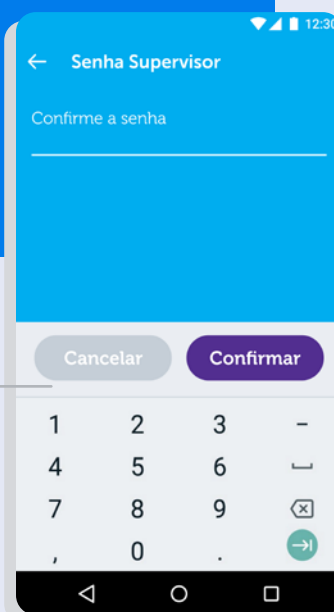 12:30
Senha Supervisor
Confirme a senha
Cancelar
Confirmar
1 2 3 -
4 5 6
7 8 9
, 0 .